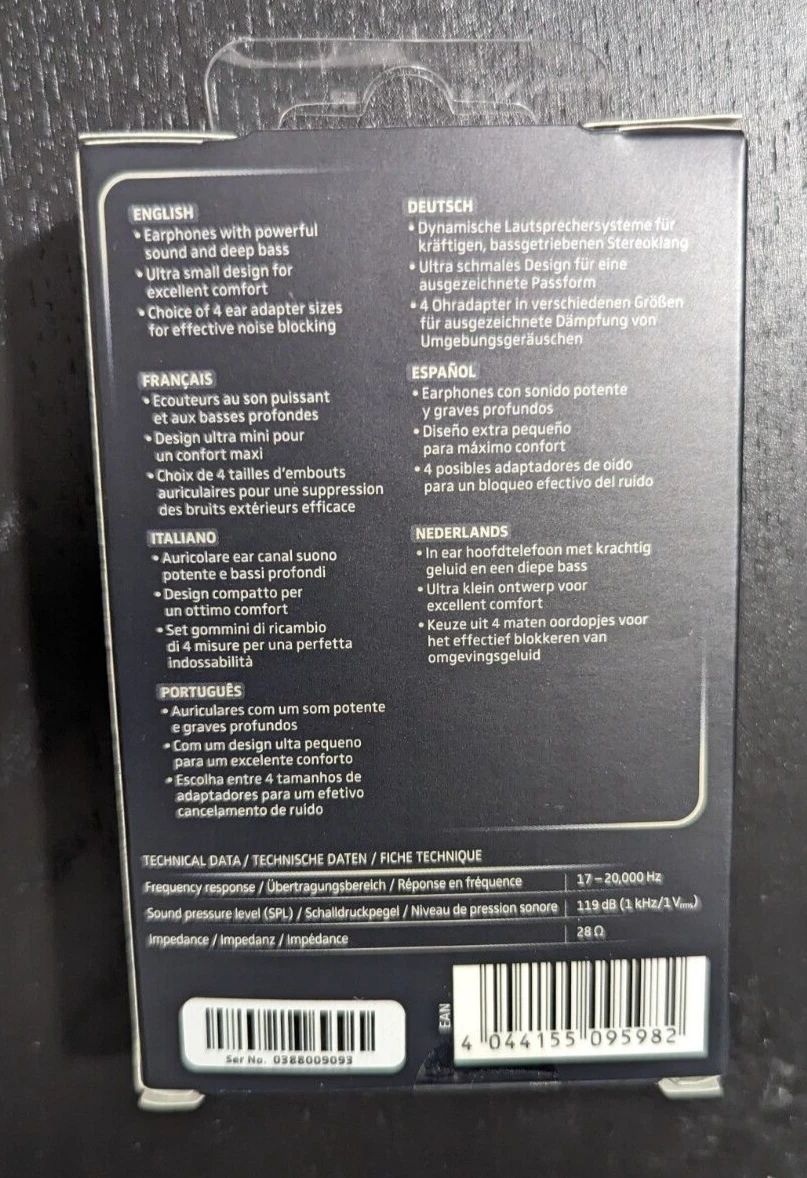 ENGLISH
• Earphones with powerful
sound and deep bass
• Ultra small design for
excellent comfort
• Choice of 4 ear adapter sizes
for effective noise blocking
FRANÇAIS
• Ecouteurs au son puissant
et aux basses profondes
• Design ultra mini pour
un confort maxi
• Choix de 4 tailles d'embouts
auriculaires pour une suppression
des bruits extérieurs efficace
ITALIANO
• Auricolare ear canal suono
potente e bassi profondi
• Design compatto per
un ottimo comfort
• Set gommini di ricambio
di 4 misure per una perfetta
indossabilità
PORTUGUÊS
• Auriculares com um som potente
e graves profundos
• Com um design ulta pequeno
para um excelente conforto
• Escolha entre 4 tamanhos de
adaptadores para um efetivo
cancelamento de ruído
DEUTSCH
• Dynamische Lautsprechersysteme für
kräftigen, bassgetriebenen Stereoklang
• Ultra schmales Design für eine
ausgezeichnete Passform
• 4 Ohradapter in verschiedenen Größen
für ausgezeichnete Dämpfung von
Umgebungsgeräuschen
ESPAÑOL
• Earphones con sonido potente
y graves profundos
• Diseño extra pequeño
para máximo confort
• 4 posibles adaptadores de oído
para un bloqueo efectivo del ruído
NEDERLANDS
• In ear hoofdtelefoon met krachtig
geluid en een diepe bass
• Ultra klein ontwerp voor
excellent comfort
• Keuze uit 4 maten oordopjes voor
het effectief blokkeren van
omgevingsgeluid
TECHNICAL DATA / TECHNISCHE DATEN / FICHE TECHNIQUE
Frequency response / Übertragungsbereich / Réponse en fréquence | 17 – 20,000 Hz
Sound pressure level (SPL) / Schalldruckpegel / Niveau de pression sonore | 119 dB (1 kHz/1 Vrms)
Impedance / Impedanz / Impédance | 28 Ω
Ser No. 0388009093
EAN
4 044155 095982